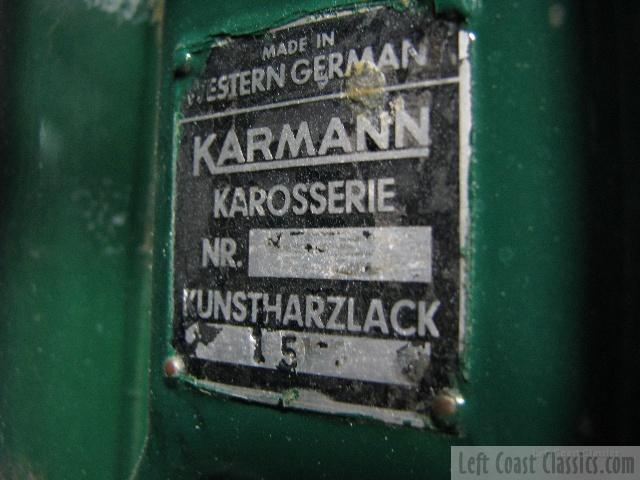 MADE IN
WESTERN GERMAN
KARMANN
KAROSSERIE
NR.
KUNSTHARZLACK
15
Left Coast Classics.com